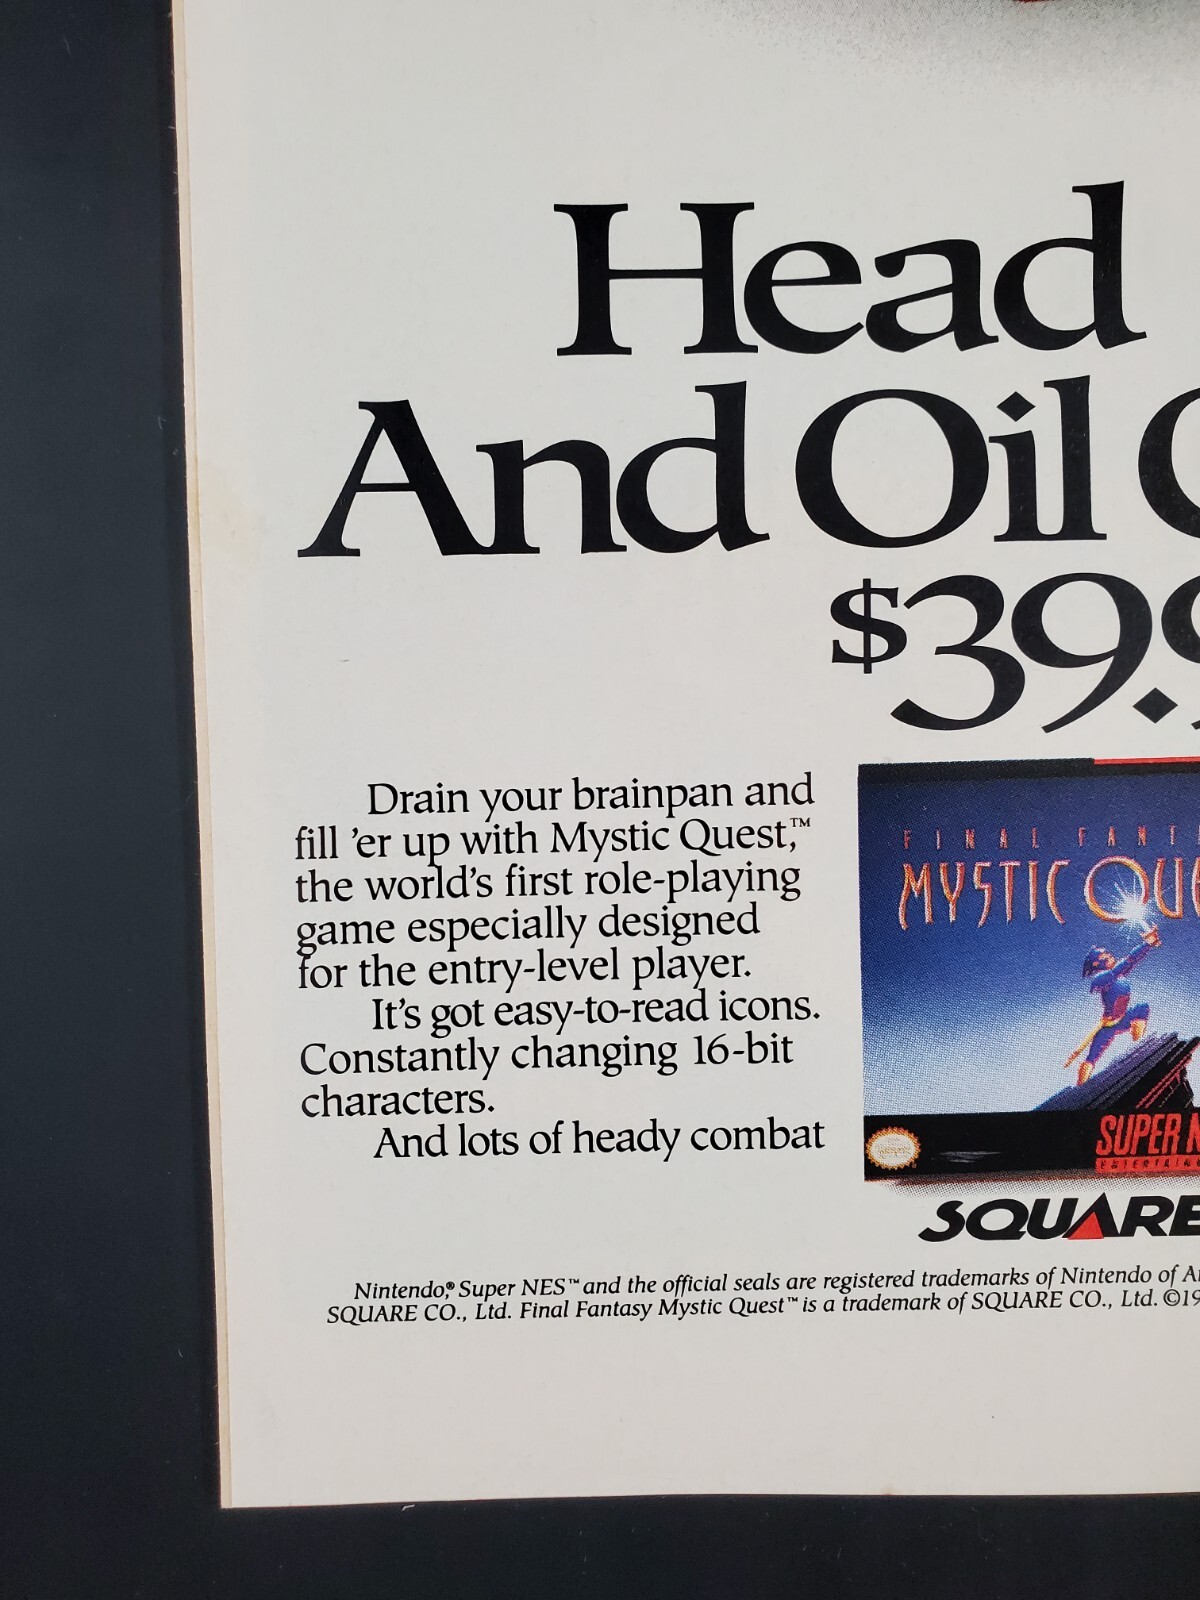 Head
And Oil
$39.
Drain your brainpan and
fill 'er up with Mystic Quest,™
the world's first role-playing
game especially designed
for the entry-level player.
It's got easy-to-read icons.
Constantly changing 16-bit
characters.
And lots of heady combat
FINAL
MYSTIC
SUPER
SQUARE
Nintendo,® Super NES™ and the official seals are registered trademarks of Nintendo of
SQUARE CO., Ltd. Final Fantasy Mystic Quest™ is a trademark of SQUARE CO., Ltd. ©19